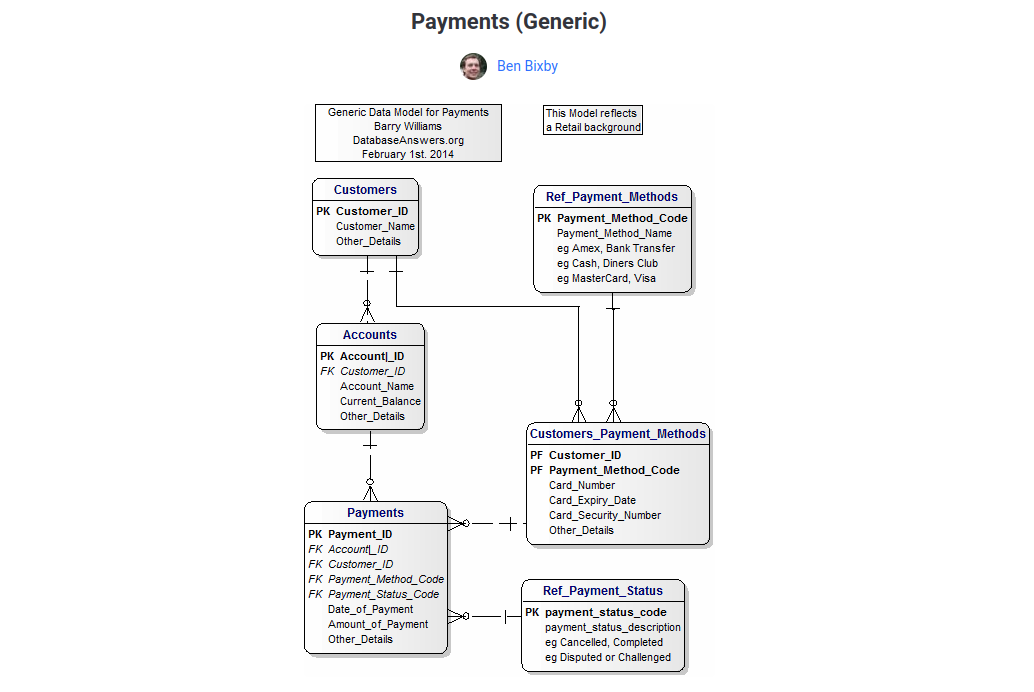 Payments (Generic)
Ben Bixby
Generic Data Model for Payments
Barry Williams
DatabaseAnswers.org
February 1st. 2014
This Model reflects
a Retail background
Customers
PK Customer_ID
Customer_Name
Other_Details
Ref_Payment_Methods
PK Payment_Method_Code
Payment_Method_Name
eg Amex, Bank Transfer
eg Cash, Diners Club
eg MasterCard, Visa
Accounts
PK Account|_ID
FK Customer_ID
Account_Name
Current_Balance
Other_Details
Customers_Payment_Methods
PF Customer_ID
PF Payment_Method_Code
Card_Number
Card_Expiry_Date
Card_Security_Number
Other_Details
Payments
PK Payment_ID
FK Account|_ID
FK Customer_ID
FK Payment_Method_Code
FK Payment_Status_Code
Date_of_Payment
Amount_of_Payment
Other_Details
Ref_Payment_Status
PK payment_status_code
payment_status_description
eg Cancelled, Completed
eg Disputed or Challenged